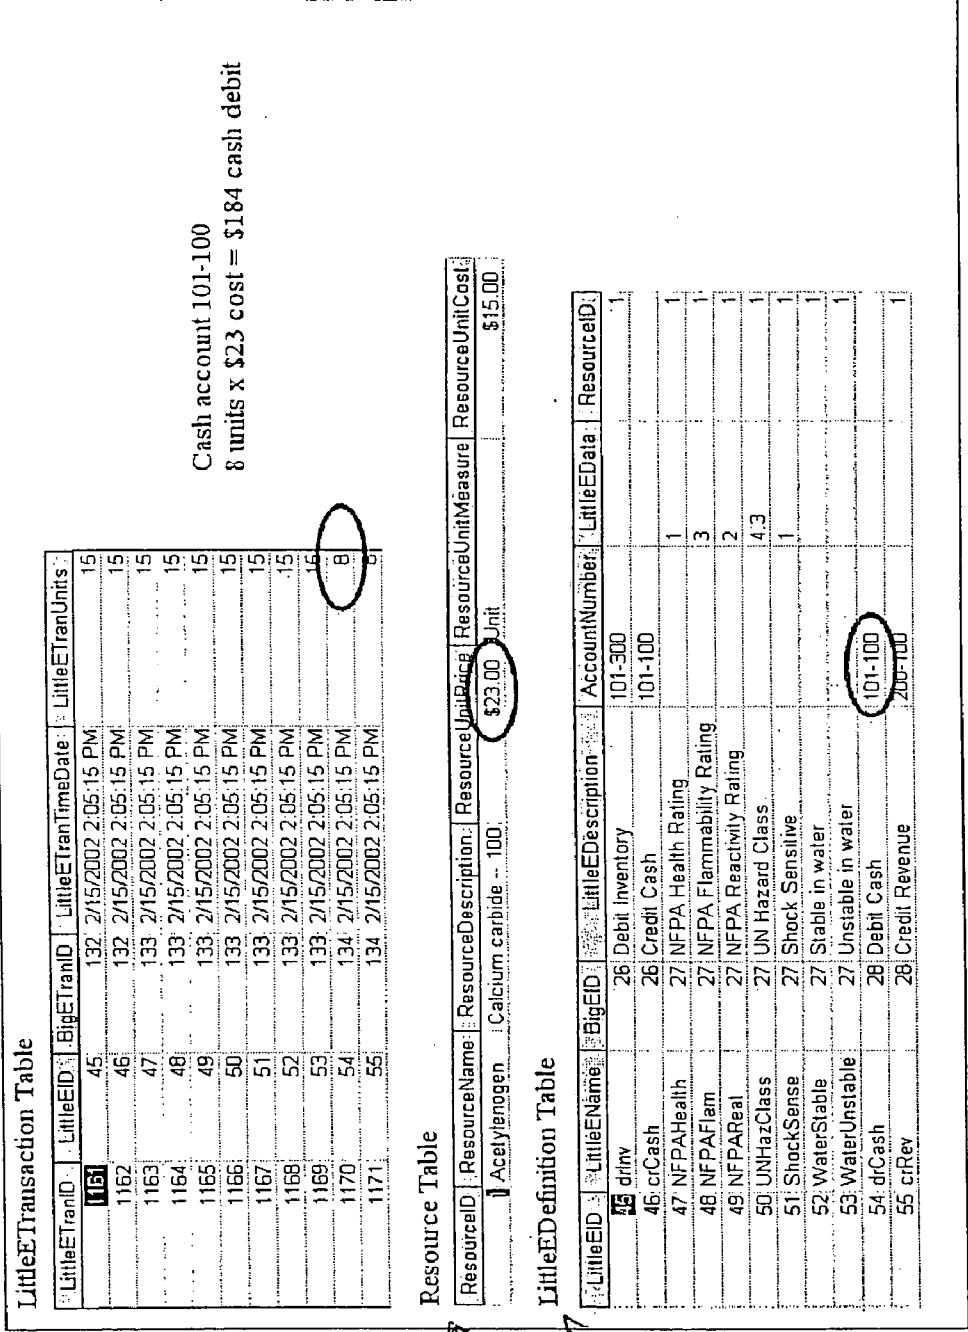 LittleETransaction Table
LittleETranID LittleEID BigETranID LittleETranTimeDate LittleETranUnits
1161 45 132 2/15/2002 2:05:15 PM 15
1162 46 132 2/15/2002 2:05:15 PM 15
1163 47 133 2/15/2002 2:05:15 PM 15
1164 48 133 2/15/2002 2:05:15 PM 15
1165 49 133 2/15/2002 2:05:15 PM 15
1166 50 133 2/15/2002 2:05:15 PM 15
1167 51 133 2/15/2002 2:05:15 PM 15
1168 52 133 2/15/2002 2:05:15 PM 15
1169 53 133 2/15/2002 2:05:15 PM 15
1170 54 134 2/15/2002 2:05:15 PM 8
1171 55 134 2/15/2002 2:05:15 PM 8
Cash account 101-100
8 units x $23 cost = $184 cash debit
Resource Table
ResourceID ResourceName ResourceDescription ResourceUnitPrice ResourceUnitMeasure ResourceUnitCost
1 Acetylenogen Calcium carbide -- 100 $23.00 Unit $15.00
LittleEDefinition Table
LittleEID LittleEName BigEID LittleEDescription AccountNumber LittleEData ResourceID
45 drInv 26 Debit Inventory 101-300 1
46 crCash 26 Credit Cash 101-100
47 NFPAHealth 27 NFPA Health Rating 1 1
48 NFPAFlam 27 NFPA Flammability Rating 3 1
49 NFPAReal 27 NFPA Reactivity Rating 2 1
50 UNHazClass 27 UN Hazard Class 4.3 1
51 ShockSense 27 Shock Sensitive 1 1
52 WaterStable 27 Stable in water 1
53 WaterUnstable 27 Unstable in water 1
54 drCash 28 Debit Cash 101-100
55 crRev 28 Credit Revenue 200-100 1